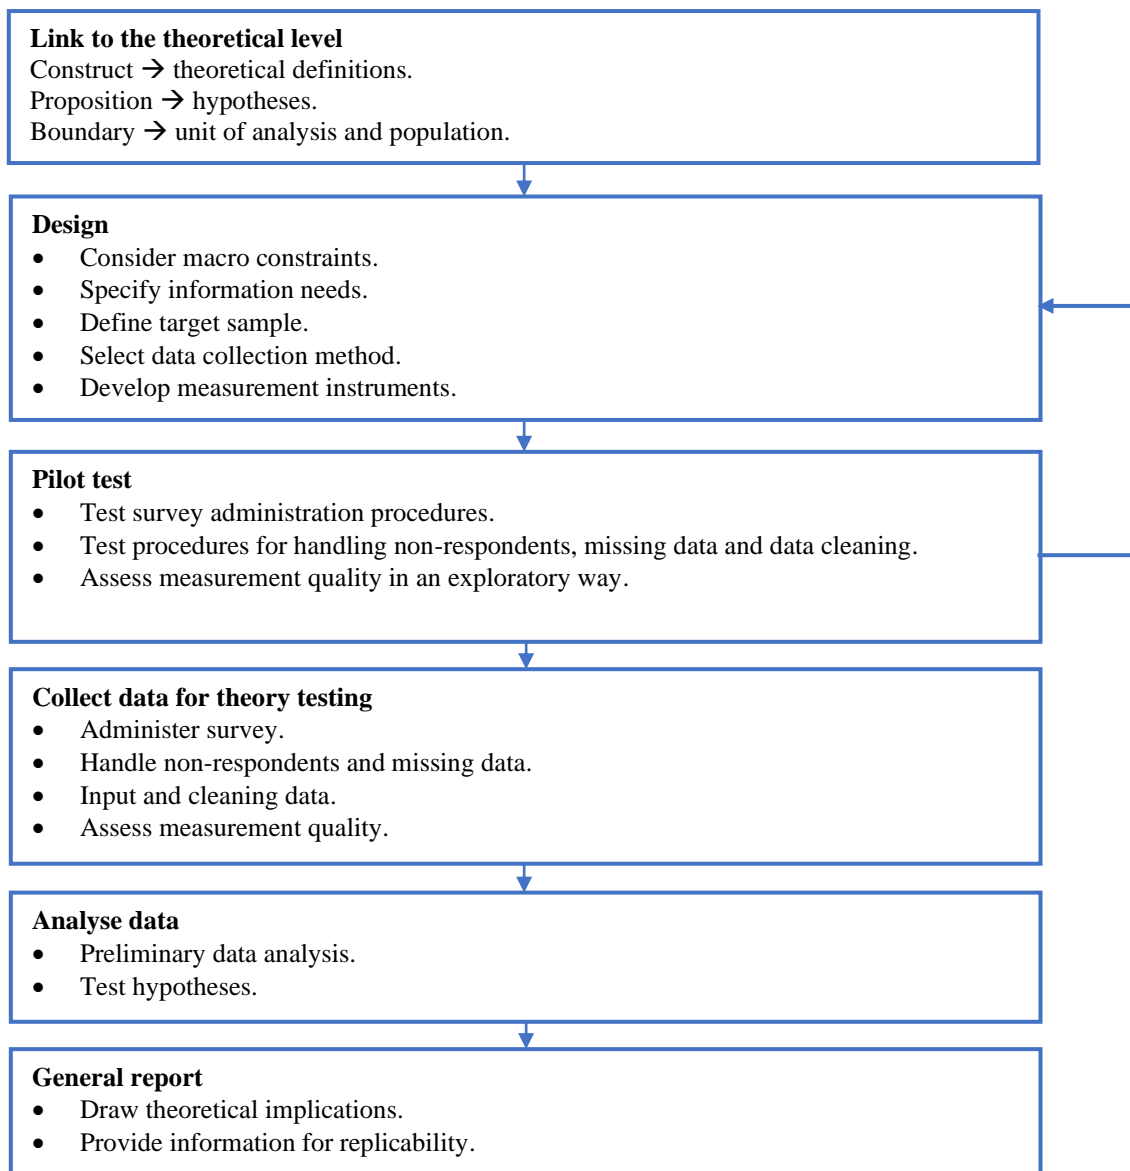 Link to the theoretical level
Construct → theoretical definitions.
Proposition → hypotheses.
Boundary → unit of analysis and population.
Design
• Consider macro constraints.
• Specify information needs.
• Define target sample.
• Select data collection method.
• Develop measurement instruments.
Pilot test
• Test survey administration procedures.
• Test procedures for handling non-respondents, missing data and data cleaning.
• Assess measurement quality in an exploratory way.
Collect data for theory testing
• Administer survey.
• Handle non-respondents and missing data.
• Input and cleaning data.
• Assess measurement quality.
Analyse data
• Preliminary data analysis.
• Test hypotheses.
General report
• Draw theoretical implications.
• Provide information for replicability.